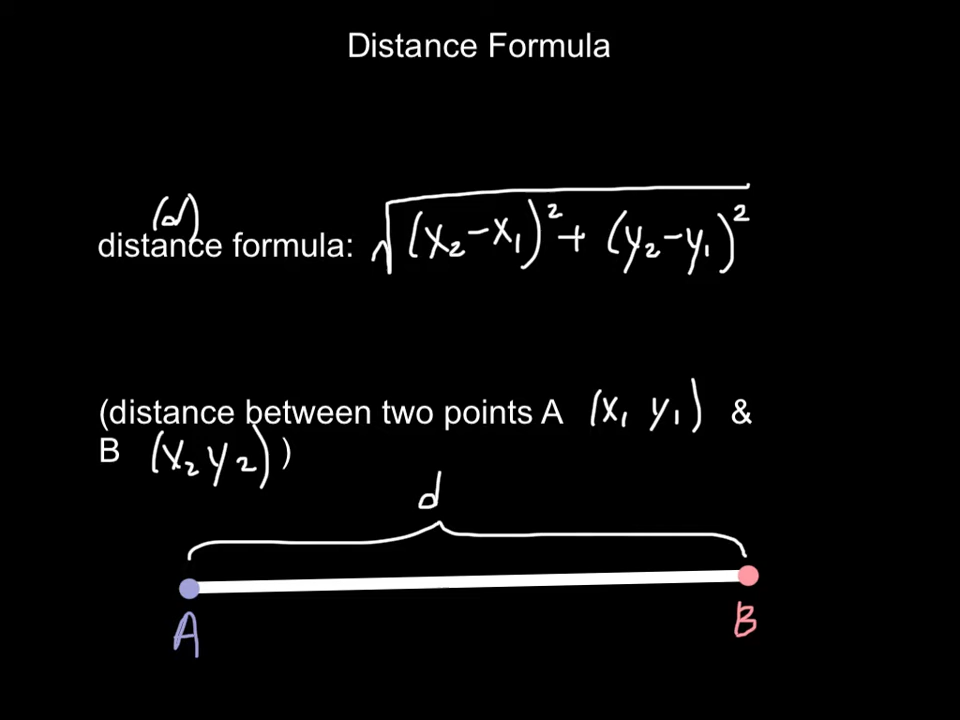 Distance Formula
(d)
distance formula: √(x₂-x₁)² + (y₂-y₁)²
(distance between two points A (x₁ y₁) &
B (x₂ y₂) )
d
A B